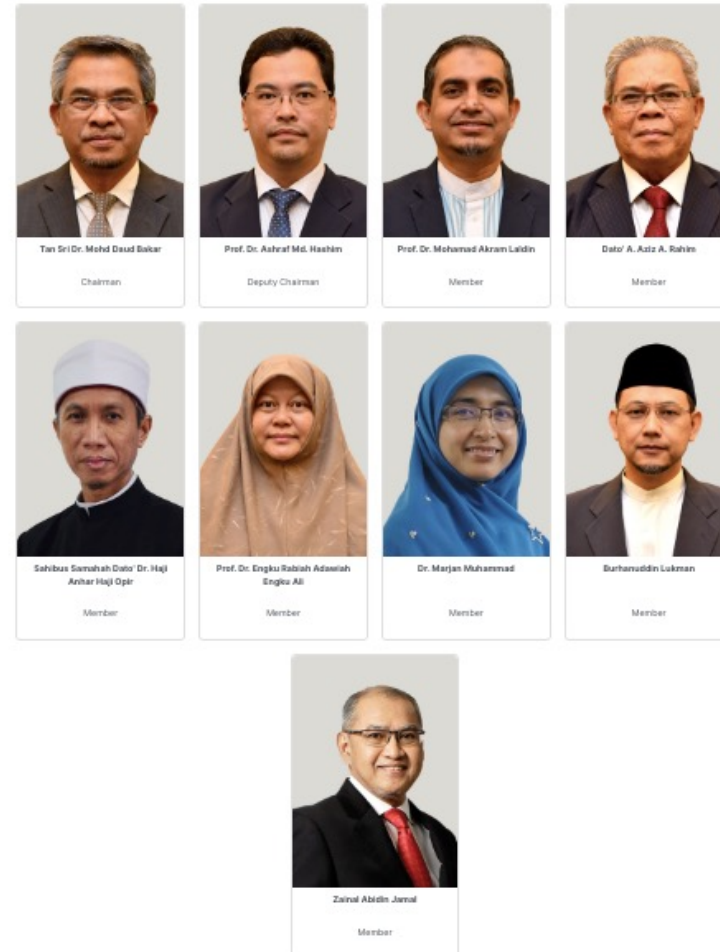 Tan Sri Dr. Mohd Daud Bakar
Chairman
Prof. Dr. Ashraf Md. Hashim
Deputy Chairman
Prof. Dr. Mohamad Akram Laldin
Member
Dato' A. Aziz A. Rahim
Member
Sahibus Samahah Dato' Dr. Haji
Anhar Haji Opir
Member
Prof. Dr. Engku Rabiah Adawiah
Engku Ali
Member
Dr. Marjan Muhammad
Member
Burhanuddin Lukman
Member
Zainal Abidin Jamal
Member